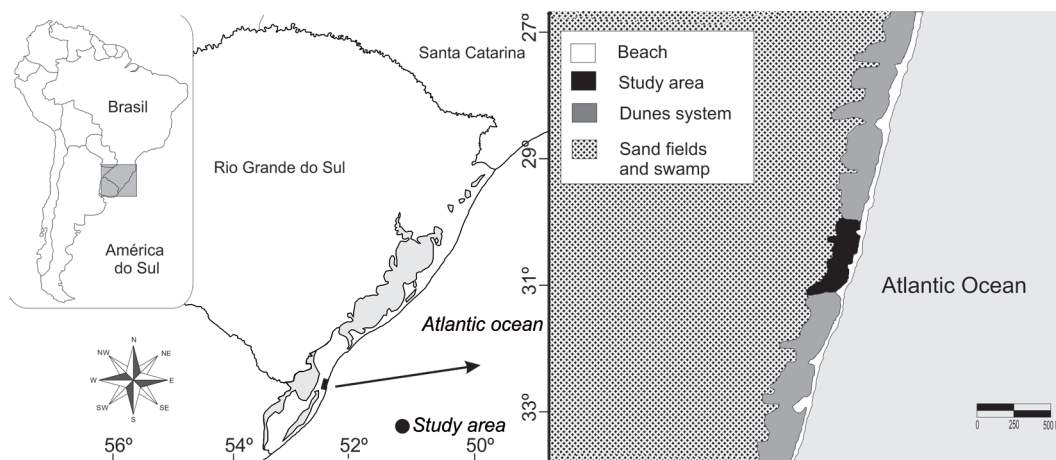 Brasil
América
do Sul
Santa Catarina
Rio Grande do Sul
Atlantic ocean
Study area
N
NE
E
SE
S
SW
W
NW
56º
54º
52º
50º
27º
29º
31º
33º
Beach
Study area
Dunes system
Sand fields
and swamp
Atlantic Ocean
0
250
500